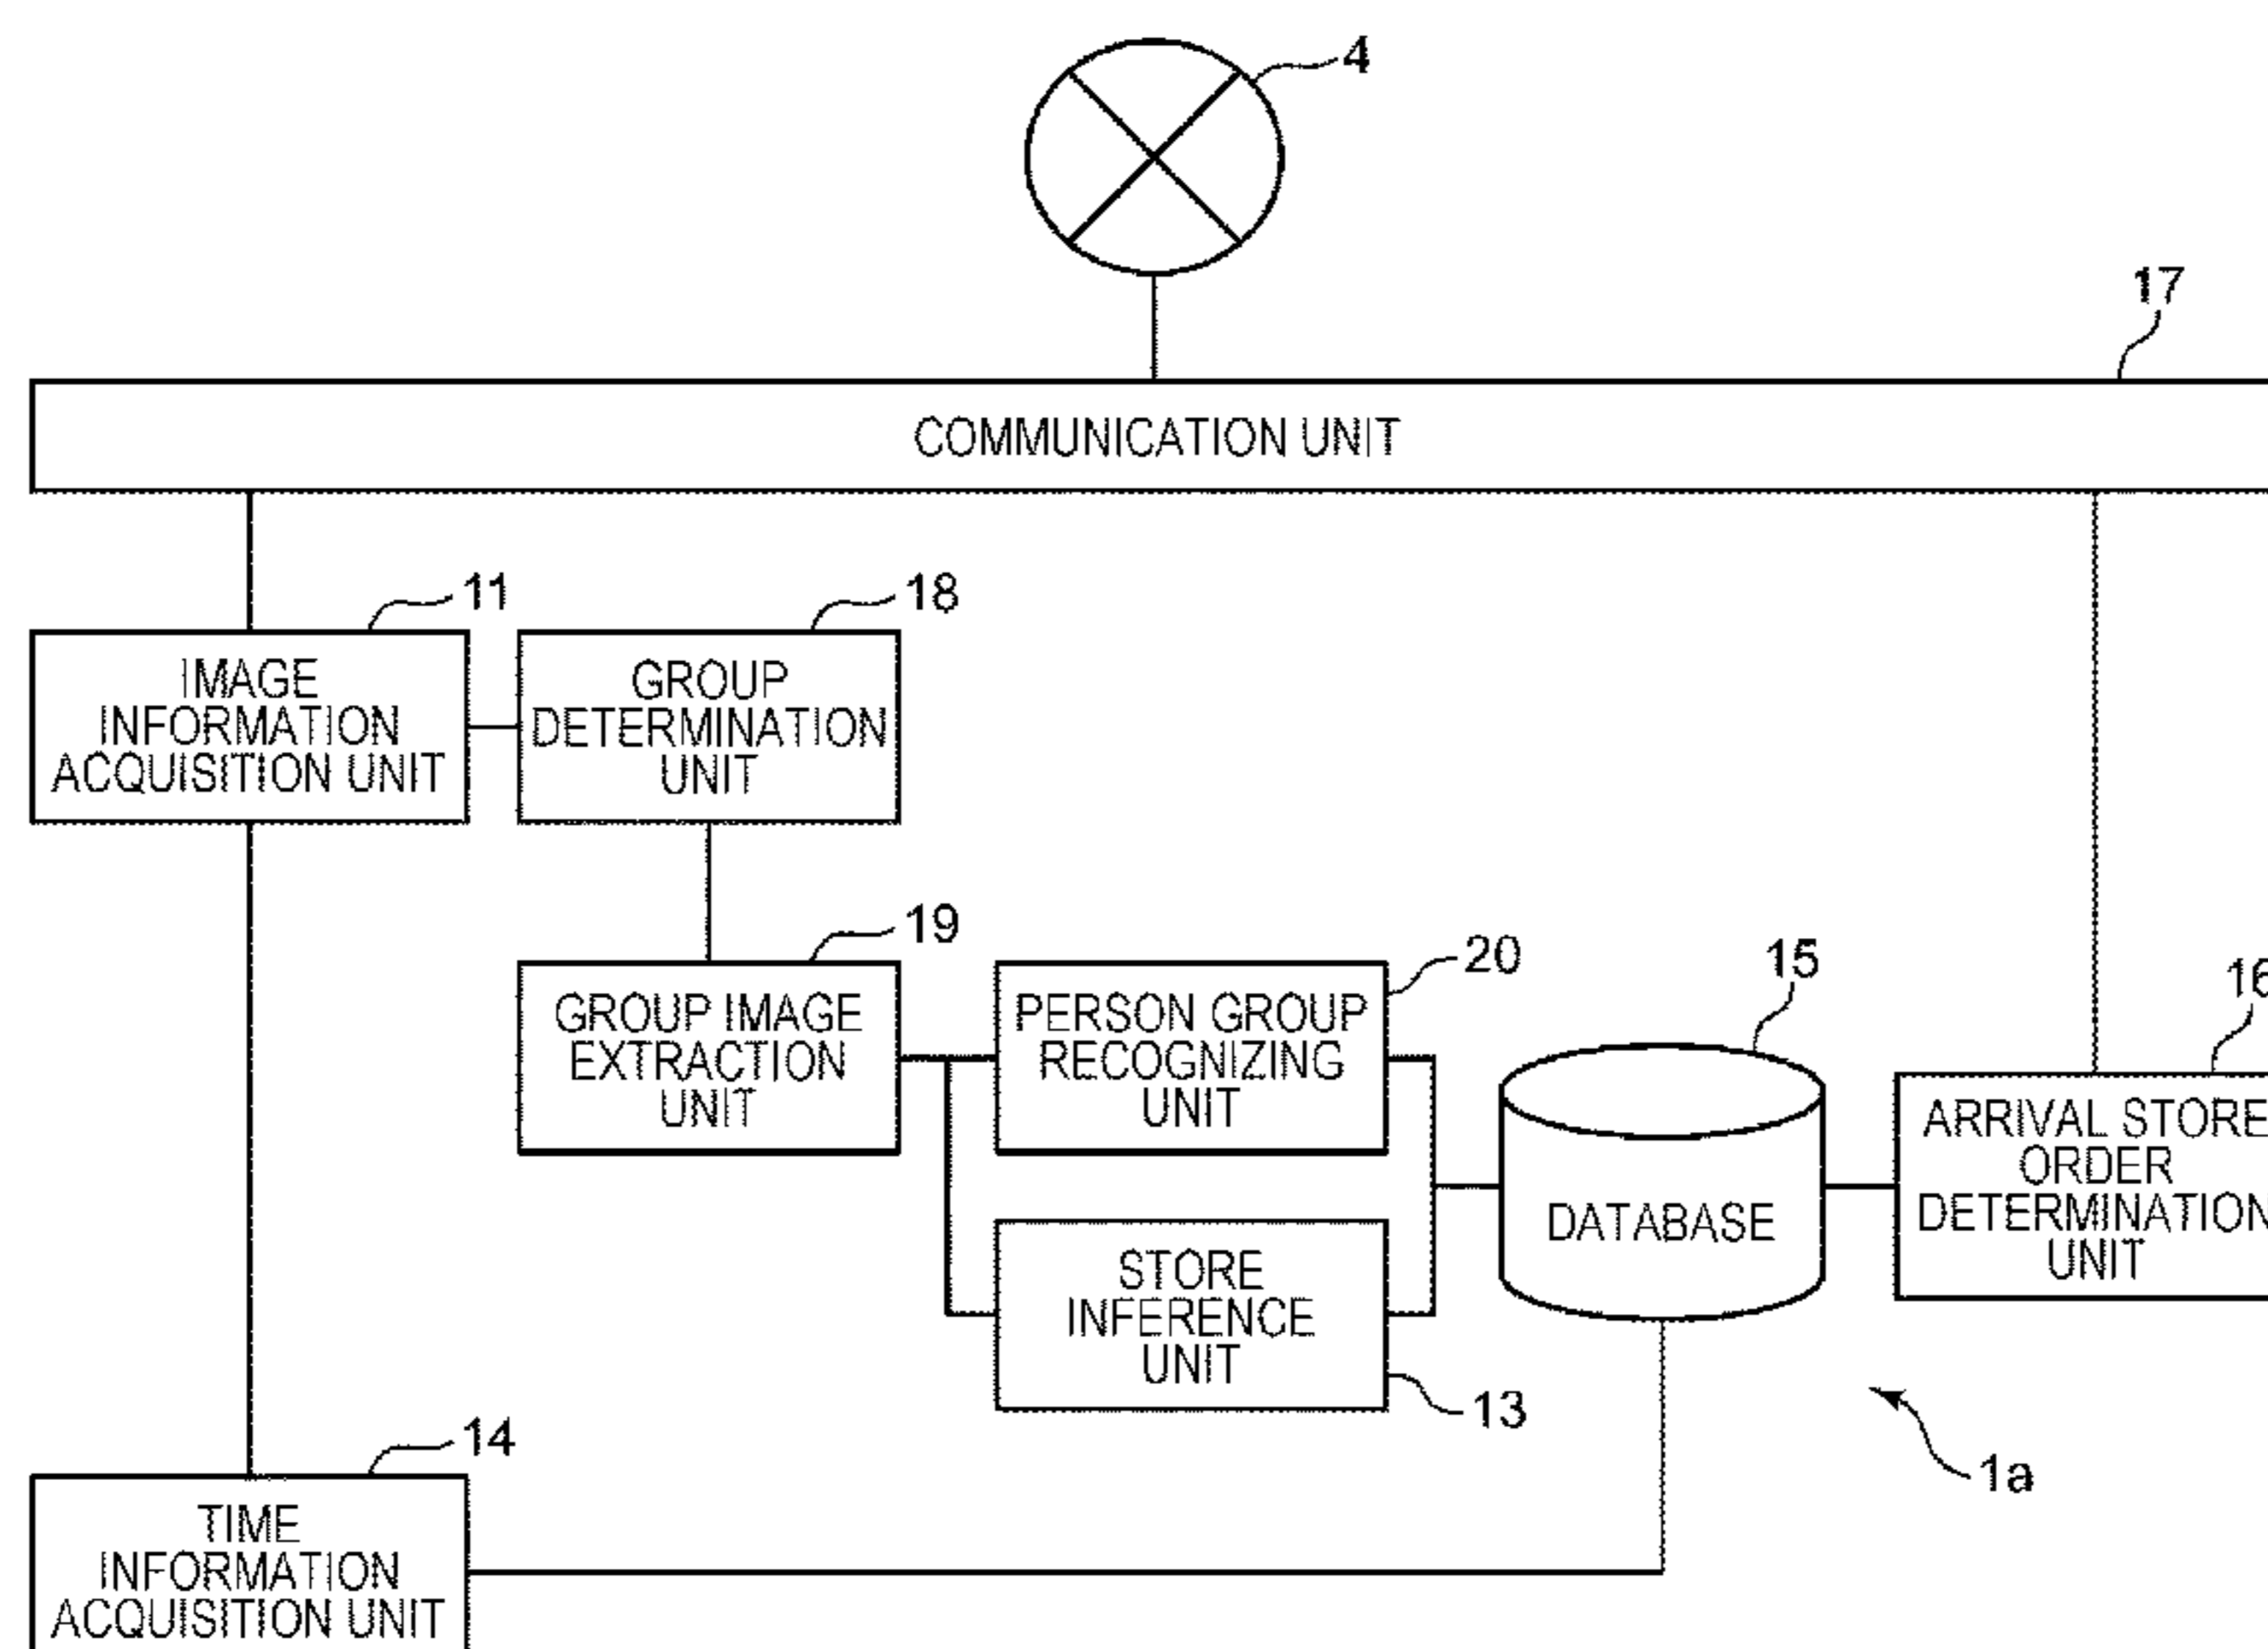 4
17
COMMUNICATION UNIT
11
18
IMAGE
INFORMATION
ACQUISITION UNIT
GROUP
DETERMINATION
UNIT
19
20
15
16
GROUP IMAGE
EXTRACTION
UNIT
PERSON GROUP
RECOGNIZING
UNIT
DATABASE
ARRIVAL STORE
ORDER
DETERMINATION
UNIT
STORE
INFERENCE
UNIT
13
14
1a
TIME
INFORMATION
ACQUISITION UNIT